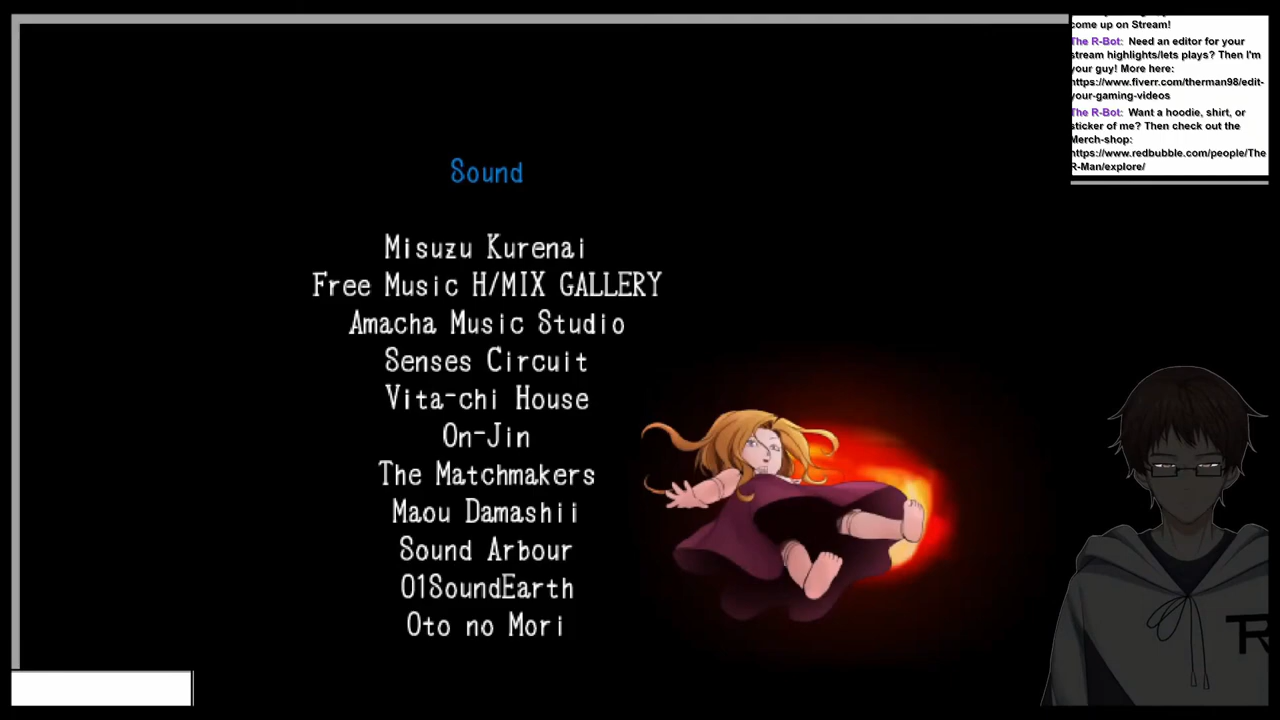 Sound
Misuzu Kurenai
Free Music H/MIX GALLERY
Amacha Music Studio
Senses Circuit
Vita-chi House
On-Jin
The Matchmakers
Maou Damashii
Sound Arbour
01SoundEarth
Oto no Mori
come up on Stream!
The R-Bot: Need an editor for your
stream highlights/lets plays? Then I'm
your guy! More here:
https://www.fiverr.com/therman98/edit-
your-gaming-videos
The R-Bot: Want a hoodie, shirt, or
sticker of me? Then check out the
Merch-shop:
https://www.redbubble.com/people/The
R-Man/explore/
TR